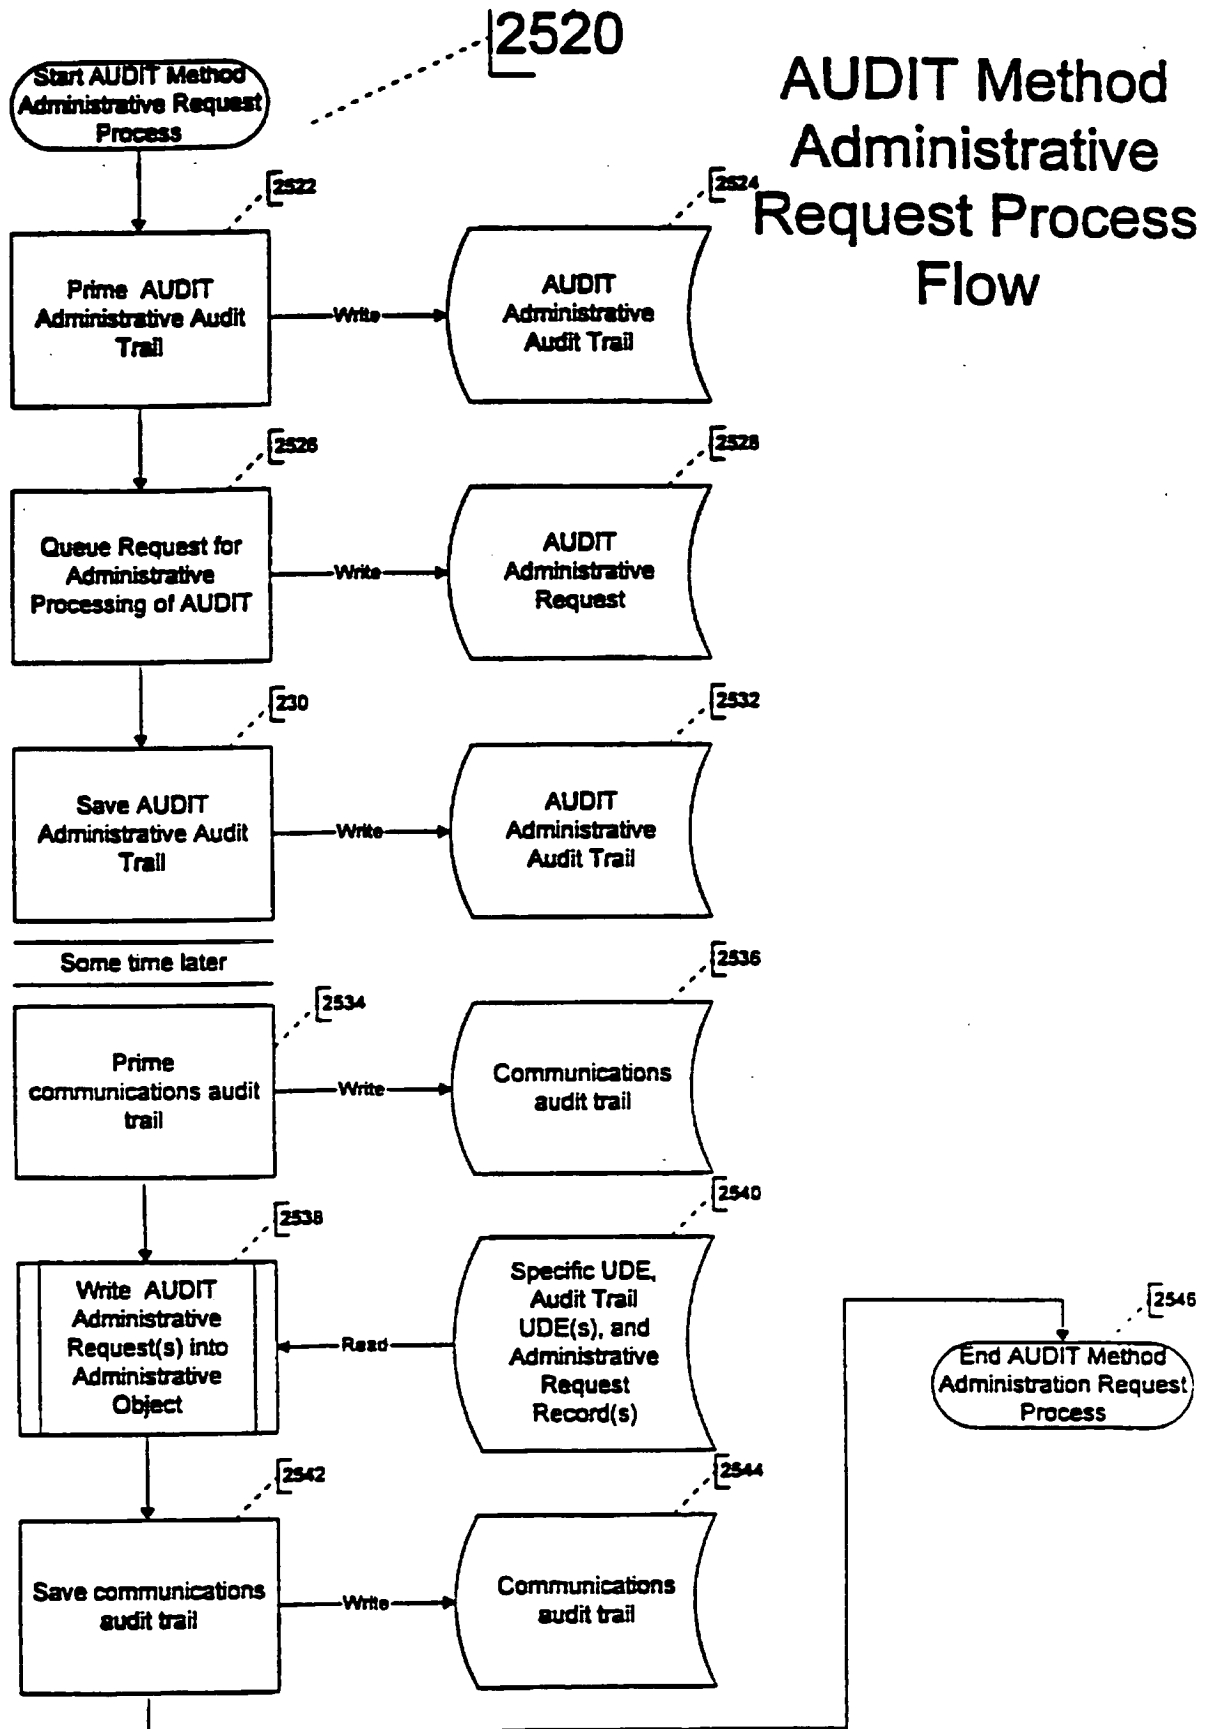 2520
AUDIT Method
Administrative
Request Process
Flow
Start AUDIT Method
Administrative Request
Process
2522
Prime AUDIT
Administrative Audit
Trail
Write
2524
AUDIT
Administrative
Audit Trail
2526
Queue Request for
Administrative
Processing of AUDIT
Write
2528
AUDIT
Administrative
Request
230
Save AUDIT
Administrative Audit
Trail
Write
2532
AUDIT
Administrative
Audit Trail
Some time later
2534
Prime
communications audit
trail
Write
2536
Communications
audit trail
2538
Write AUDIT
Administrative
Request(s) into
Administrative
Object
Read
2540
Specific UDE,
Audit Trail
UDE(s), and
Administrative
Request
Record(s)
2542
Save communications
audit trail
Write
2544
Communications
audit trail
2546
End AUDIT Method
Administration Request
Process